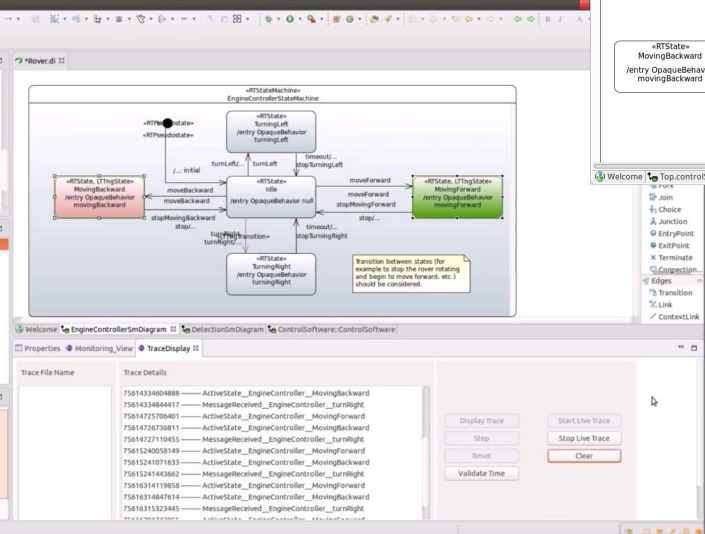 *Rover.di
«RTStateMachine»
EngineControllerStateMachine
«RTPseudostate»
«RTPseudostate»
/... initial
«RTState»
TurningLeft
/entry OpaqueBehavior
turningLeft
turnLeft/...
turnLeft
timeout/...
stopTurningLeft
«RTState, LTTngState»
MovingBackward
/entry OpaqueBehavior
movingBackward
moveBackward
moveBackward
stopMovingBackward
stop/...
«RTState»
Idle
/entry OpaqueBehavior null
moveForward
moveForward
stopMovingForward
stop/...
«RTState, LTTngState»
MovingForward
/entry OpaqueBehavior
movingForward
turnRight/...
timeout/...
stopTurningRight
«RTState»
TurningRight
/entry OpaqueBehavior
turningRight
Transition between states (for
example to stop the rover rotating
and begin to move forward, etc.)
should be considered.
«RTState»
MovingBackward
/entry OpaqueBehav
movingBackward
Welcome Top.controlS
Fork
Join
Choice
Junction
EntryPoint
ExitPoint
Terminate
Connection...
Edges
Transition
Link
ContextLink
Welcome EngineControllerSmDiagram DetectionSmDiagram ControlSoftware::ControlSoftware
Properties Monitoring_View TraceDisplay
Trace File Name
Trace Details
75614334604888 —— ActiveState__EngineController__MovingBackward
75614334844417 —— MessageReceived__EngineController__turnRight
75614725706401 —— ActiveState__EngineController__MovingForward
75614726736811 —— ActiveState__EngineController__MovingBackward
75614727110455 —— MessageReceived__EngineController__turnRight
75615240058149 —— ActiveState__EngineController__MovingForward
75615241071633 —— ActiveState__EngineController__MovingBackward
75615241443662 —— MessageReceived__EngineController__turnRight
75616314119858 —— ActiveState__EngineController__MovingForward
75616314847614 —— ActiveState__EngineController__MovingBackward
75616315323445 —— MessageReceived__EngineController__turnRight
Display Trace
Start Live Trace
Step
Stop Live Trace
Reset
Clear
Validate Time